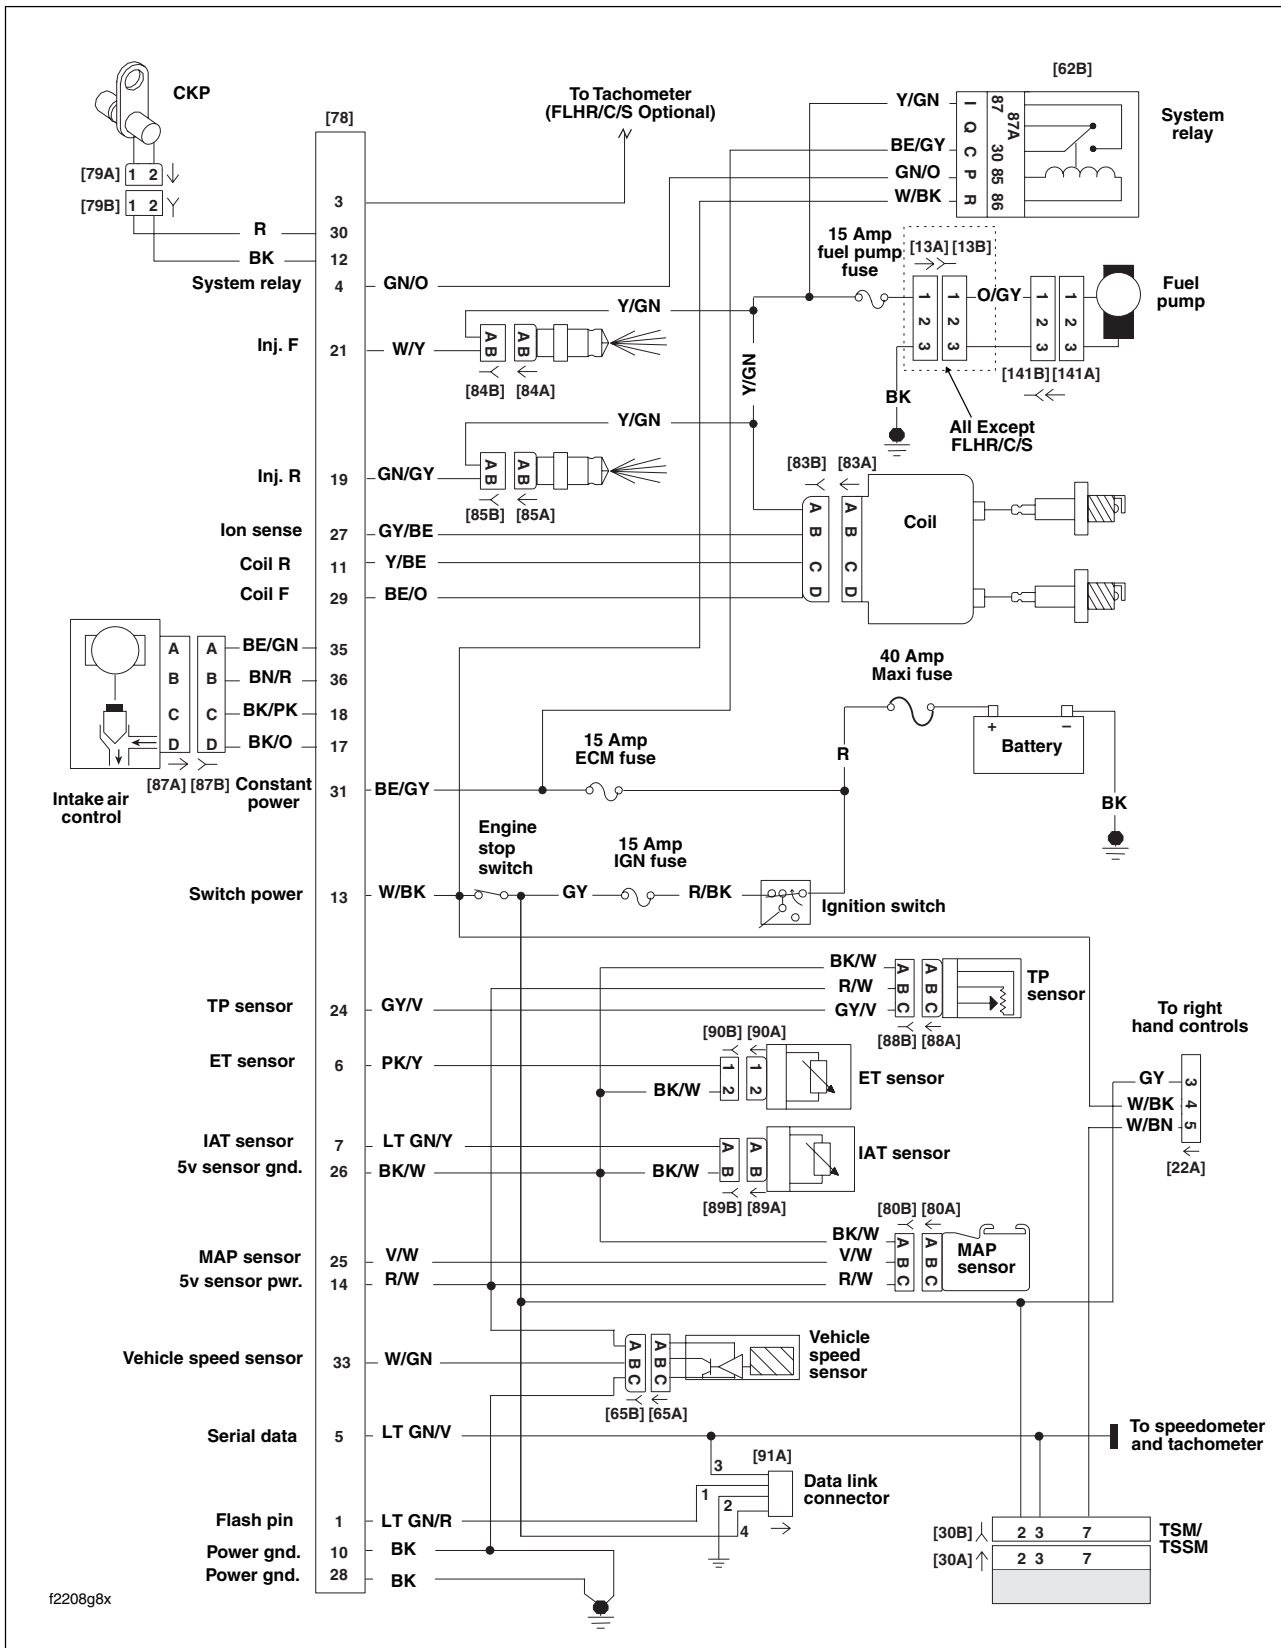 CKP
[79A]
1 2
[79B]
1 2
R
BK
[78]
To Tachometer
(FLHR/C/S Optional)
[62B]
Y/GN
BE/GY
GN/O
W/BK
I
Q
C
P
R
87
87A
30
85
86
System
relay
3
30
12
System relay
4
GN/O
15 Amp
fuel pump
fuse
[13A] [13B]
1 2 3
1 2 3
O/GY
1 2 3
1 2 3
Fuel
pump
[141B] [141A]
BK
All Except
FLHR/C/S
Y/GN
Inj. F
21
W/Y
A B
A B
[84B] [84A]
Y/GN
Y/GN
Inj. R
19
GN/GY
A B
A B
[85B] [85A]
[83B] [83A]
A B C D
A B C D
Coil
Ion sense
27
GY/BE
Coil R
11
Y/BE
Coil F
29
BE/O
A
A
BE/GN
35
B
B
BN/R
36
C
C
BK/PK
18
D
D
BK/O
17
[87A] [87B]
Intake air
control
40 Amp
Maxi fuse
+
–
Battery
R
BK
15 Amp
ECM fuse
Constant
power
31
BE/GY
Engine
stop
switch
15 Amp
IGN fuse
Switch power
13
W/BK
GY
R/BK
Ignition switch
BK/W
R/W
GY/V
A B C
A B C
TP
sensor
[88B] [88A]
TP sensor
24
GY/V
[90B] [90A]
1 2
1 2
ET sensor
ET sensor
6
PK/Y
BK/W
To right
hand controls
GY
W/BK
W/BN
3
4
5
[22A]
IAT sensor
7
LT GN/Y
5v sensor gnd.
26
BK/W
BK/W
A B
A B
IAT sensor
[89B] [89A]
[80B] [80A]
BK/W
V/W
R/W
A B C
A B C
MAP
sensor
MAP sensor
25
V/W
5v sensor pwr.
14
R/W
Vehicle speed sensor
33
W/GN
A B C
A B C
Vehicle
speed
sensor
[65B] [65A]
Serial data
5
LT GN/V
To speedometer
and tachometer
[91A]
3
1
2
4
Data link
connector
Flash pin
1
LT GN/R
Power gnd.
10
BK
Power gnd.
28
BK
[30B]
2 3 7
[30A]
2 3 7
TSM/
TSSM
f2208g8x